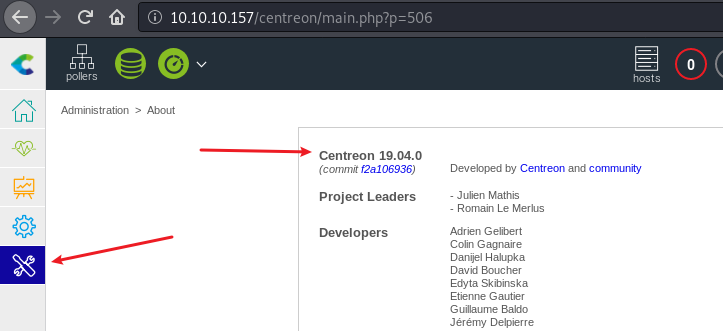 10.10.10.157/centreon/main.php?p=506
pollers
hosts
0
Administration > About
Centreon 19.04.0
(commit f2a106936)
Developed by Centreon and community
Project Leaders
- Julien Mathis
- Romain Le Merlus
Developers
Adrien Gelibert
Colin Gagnaire
Danijel Halupka
David Boucher
Edyta Skibinska
Etienne Gautier
Guillaume Baldo
Jérémy Delpierre